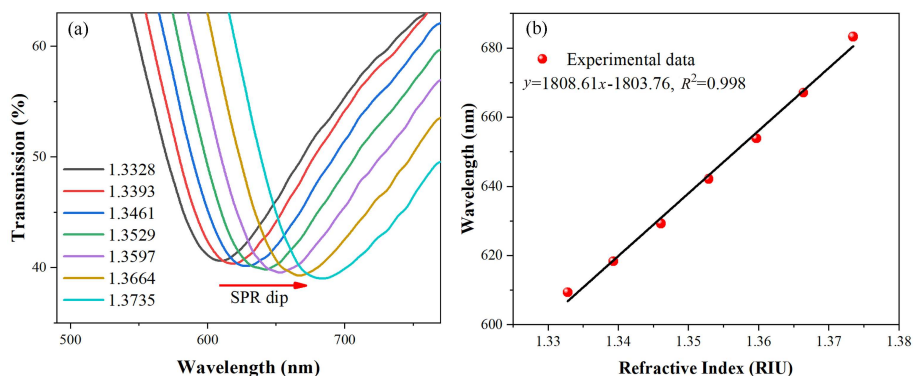 (a)
60
50
40
Transmission (%)
1.3328
1.3393
1.3461
1.3529
1.3597
1.3664
1.3735
SPR dip
500
600
700
Wavelength (nm)
(b)
Experimental data
y=1808.61x-1803.76, R²=0.998
680
660
640
620
600
Wavelength (nm)
1.33
1.34
1.35
1.36
1.37
1.38
Refractive Index (RIU)